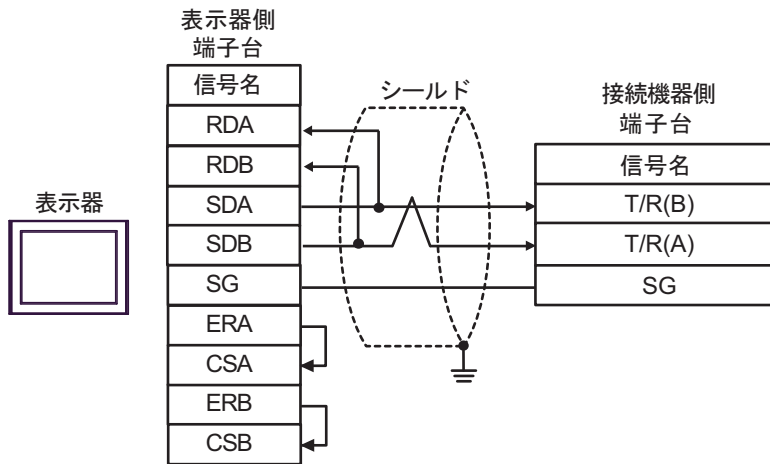 表示器
表示器側
端子台
信号名
RDA
RDB
SDA
SDB
SG
ERA
CSA
ERB
CSB
シールド
接続機器側
端子台
信号名
T/R(B)
T/R(A)
SG